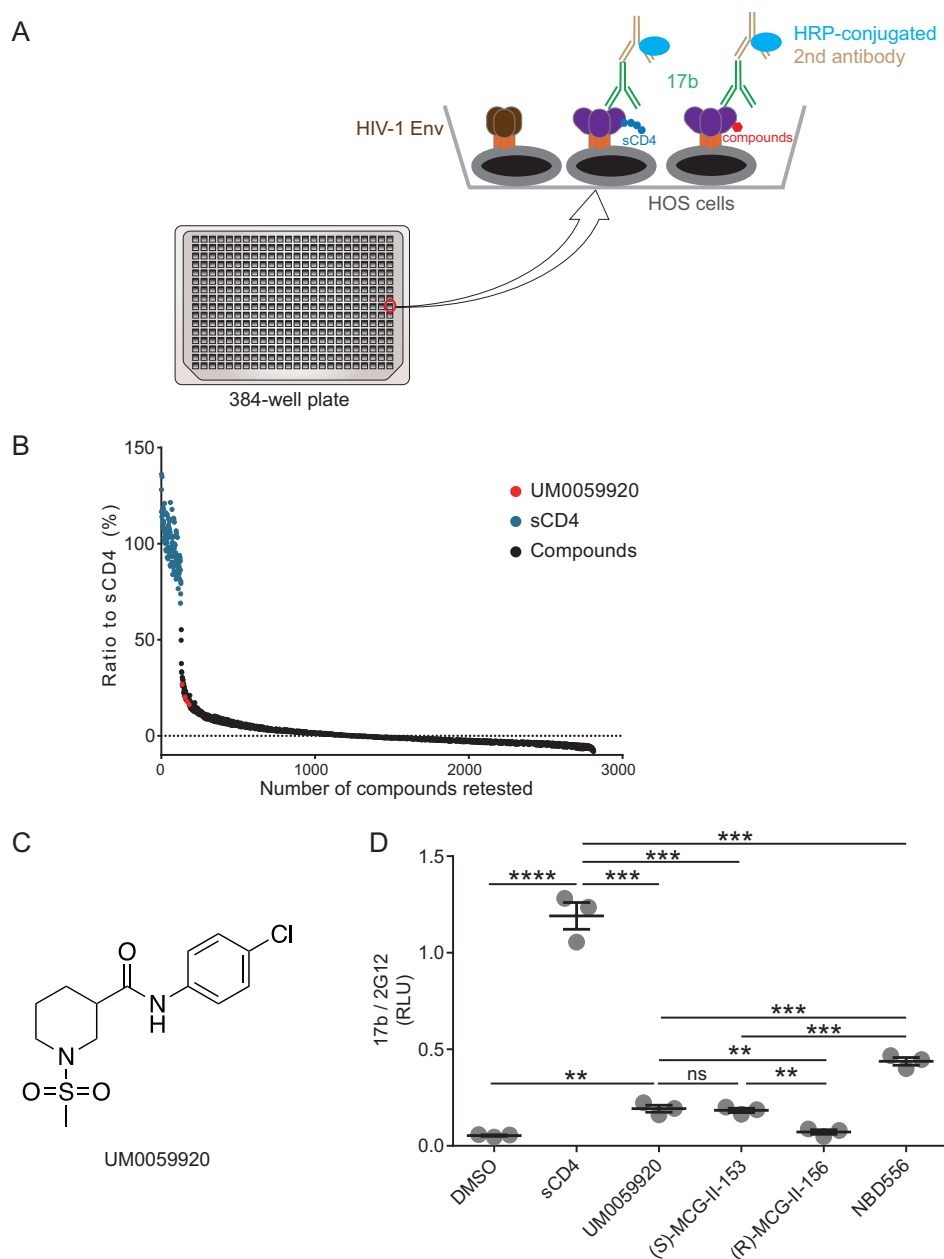 A
HRP-conjugated
2nd antibody
17b
HIV-1 Env
sCD4
compounds
HOS cells
384-well plate
B
150
100
50
0
Ratio to sCD4 (%)
UM0059920
sCD4
Compounds
0
1000
2000
3000
Number of compounds retested
C
O
Cl
N
H
N
O=S=O
UM0059920
D
1.5
1.0
0.5
0.0
17b / 2G12
(RLU)
***
***
**** ***
***
***
**
** ns **
DMSO
sCD4
UM0059920
(S)-MCG-II-153
(R)-MCG-II-156
NBD556